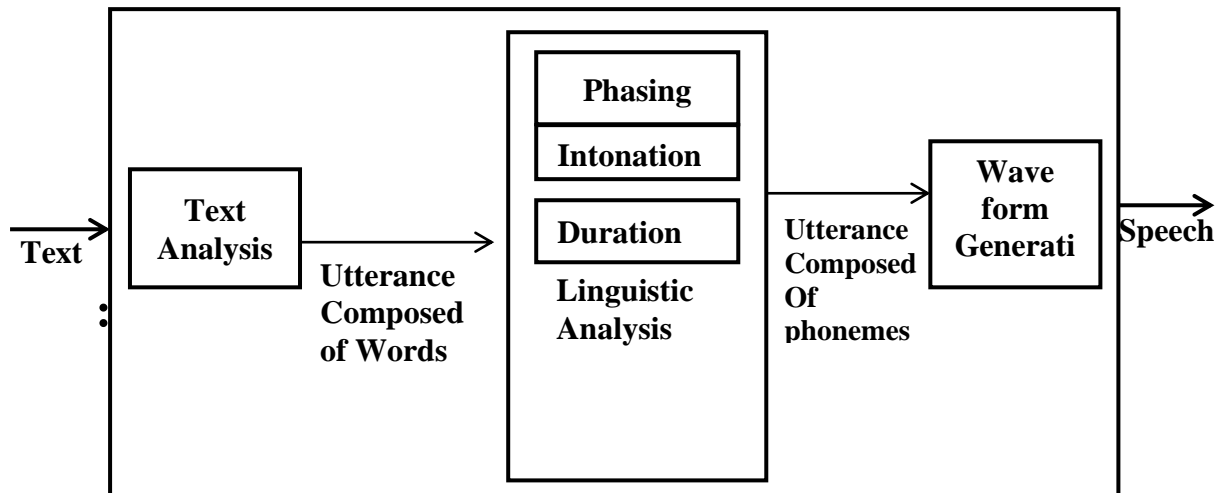 Text
:
Text
Analysis
Utterance
Composed
of Words
Phasing
Intonation
Duration
Linguistic
Analysis
Utterance
Composed
Of
phonemes
Wave
form
Generati
Speech